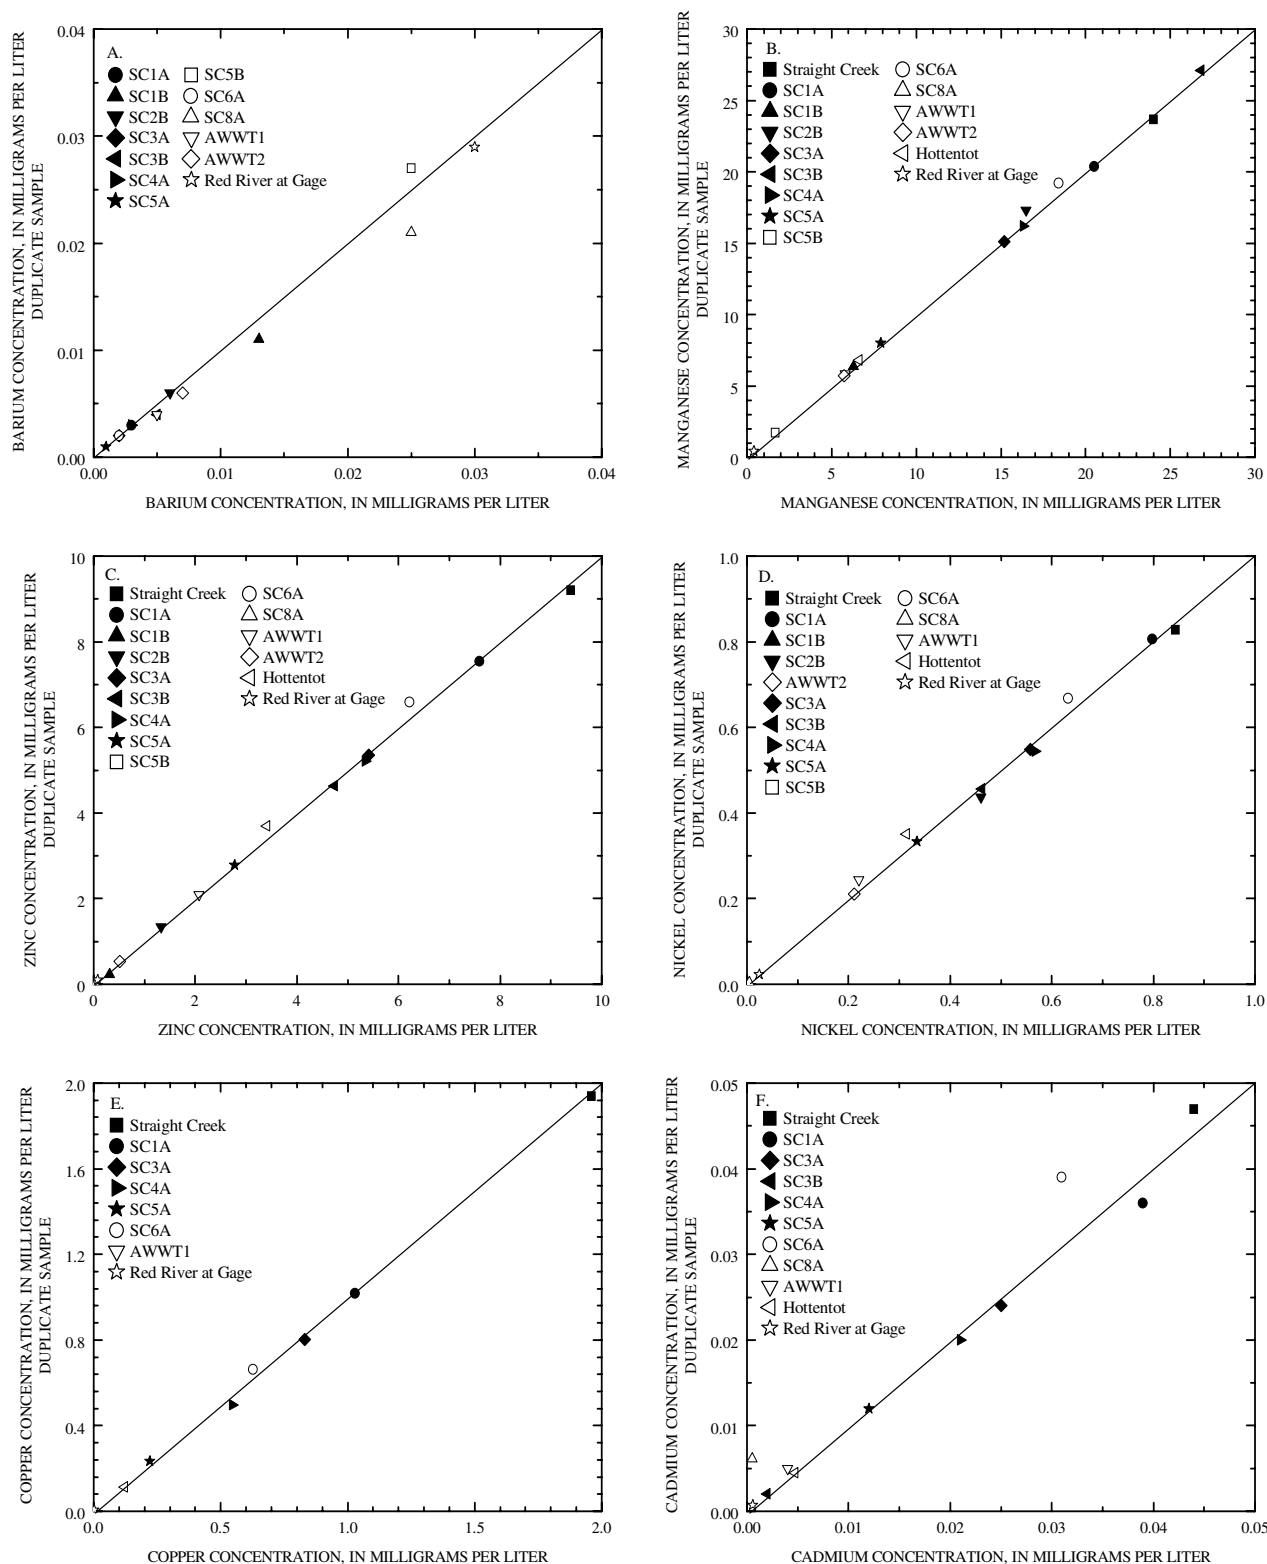 A.
SC1A
SC1B
SC2B
SC3A
SC3B
SC4A
SC5A
SC5B
SC6A
SC8A
AWWT1
AWWT2
Red River at Gage
BARIUM CONCENTRATION, IN MILLIGRAMS PER LITER
DUPLICATE SAMPLE
0.04
0.03
0.02
0.01
0.00
0.00 0.01 0.02 0.03 0.04
BARIUM CONCENTRATION, IN MILLIGRAMS PER LITER
B.
Straight Creek
SC1A
SC1B
SC2B
SC3A
SC3B
SC4A
SC5A
SC5B
SC6A
SC8A
AWWT1
AWWT2
Hottentot
Red River at Gage
MANGANESE CONCENTRATION, IN MILLIGRAMS PER LITER
DUPLICATE SAMPLE
30
25
20
15
10
5
0
0 5 10 15 20 25 30
MANGANESE CONCENTRATION, IN MILLIGRAMS PER LITER
C.
Straight Creek
SC1A
SC1B
SC2B
SC3A
SC3B
SC4A
SC5A
SC5B
SC6A
SC8A
AWWT1
AWWT2
Hottentot
Red River at Gage
ZINC CONCENTRATION, IN MILLIGRAMS PER LITER
DUPLICATE SAMPLE
10
8
6
4
2
0
0 2 4 6 8 10
ZINC CONCENTRATION, IN MILLIGRAMS PER LITER
D.
Straight Creek
SC1A
SC1B
SC2B
AWWT2
SC3A
SC3B
SC4A
SC5A
SC5B
SC6A
SC8A
AWWT1
Hottentot
Red River at Gage
NICKEL CONCENTRATION, IN MILLIGRAMS PER LITER
DUPLICATE SAMPLE
1.0
0.8
0.6
0.4
0.2
0.0
0.0 0.2 0.4 0.6 0.8 1.0
NICKEL CONCENTRATION, IN MILLIGRAMS PER LITER
E.
Straight Creek
SC1A
SC3A
SC4A
SC5A
SC6A
AWWT1
Red River at Gage
COPPER CONCENTRATION, IN MILLIGRAMS PER LITER
DUPLICATE SAMPLE
2.0
1.6
1.2
0.8
0.4
0.0
0.0 0.5 1.0 1.5 2.0
COPPER CONCENTRATION, IN MILLIGRAMS PER LITER
F.
Straight Creek
SC1A
SC3A
SC3B
SC4A
SC5A
SC6A
SC8A
AWWT1
Hottentot
Red River at Gage
CADMIUM CONCENTRATION, IN MILLIGRAMS PER LITER
DUPLICATE SAMPLE
0.05
0.04
0.03
0.02
0.01
0.00
0.00 0.01 0.02 0.03 0.04 0.05
CADMIUM CONCENTRATION, IN MILLIGRAMS PER LITER